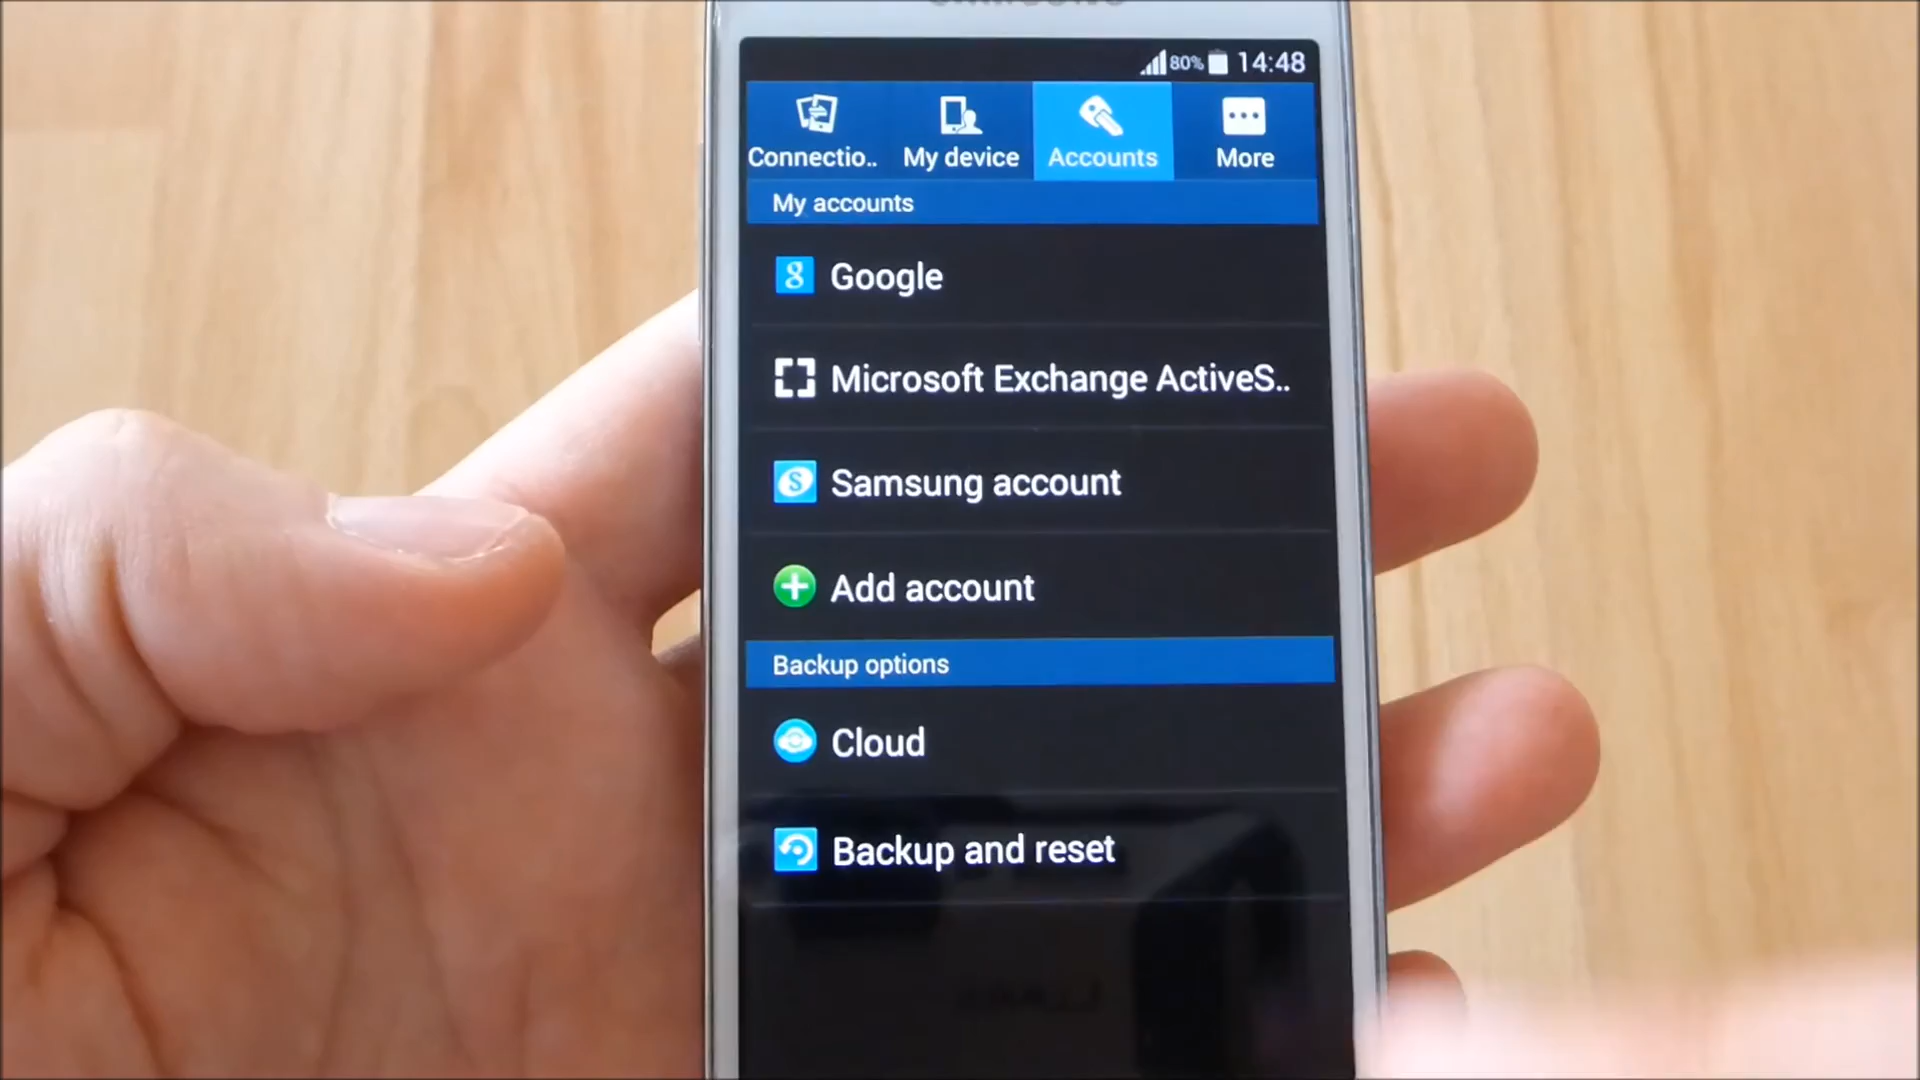 80% 14:48
Connectio.. My device Accounts More
My accounts
Google
Microsoft Exchange ActiveS..
Samsung account
Add account
Backup options
Cloud
Backup and reset